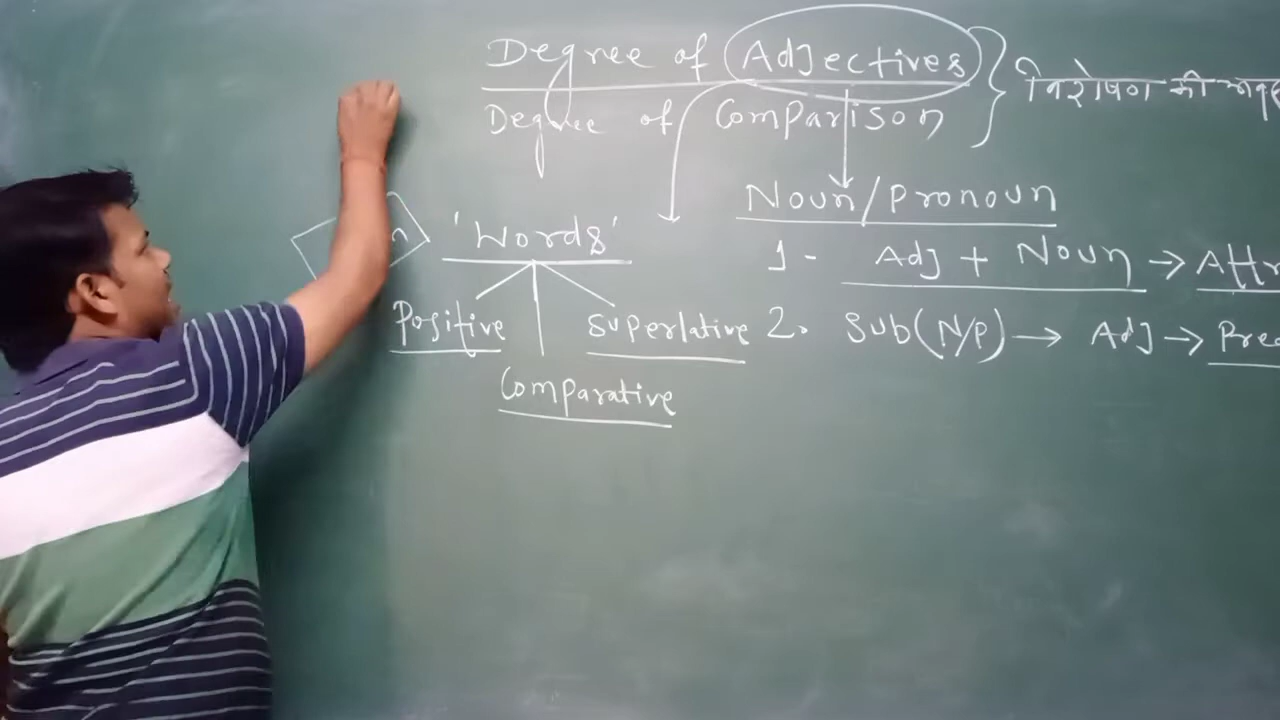 Degree of Adjectives
Degree of Comparison
विशेषण की
Noun/Pronoun
'Words'
1- Adj + Noun → Attr
Positive
Superlative
2. Sub(N/P) → Adj → Pred
Comparative